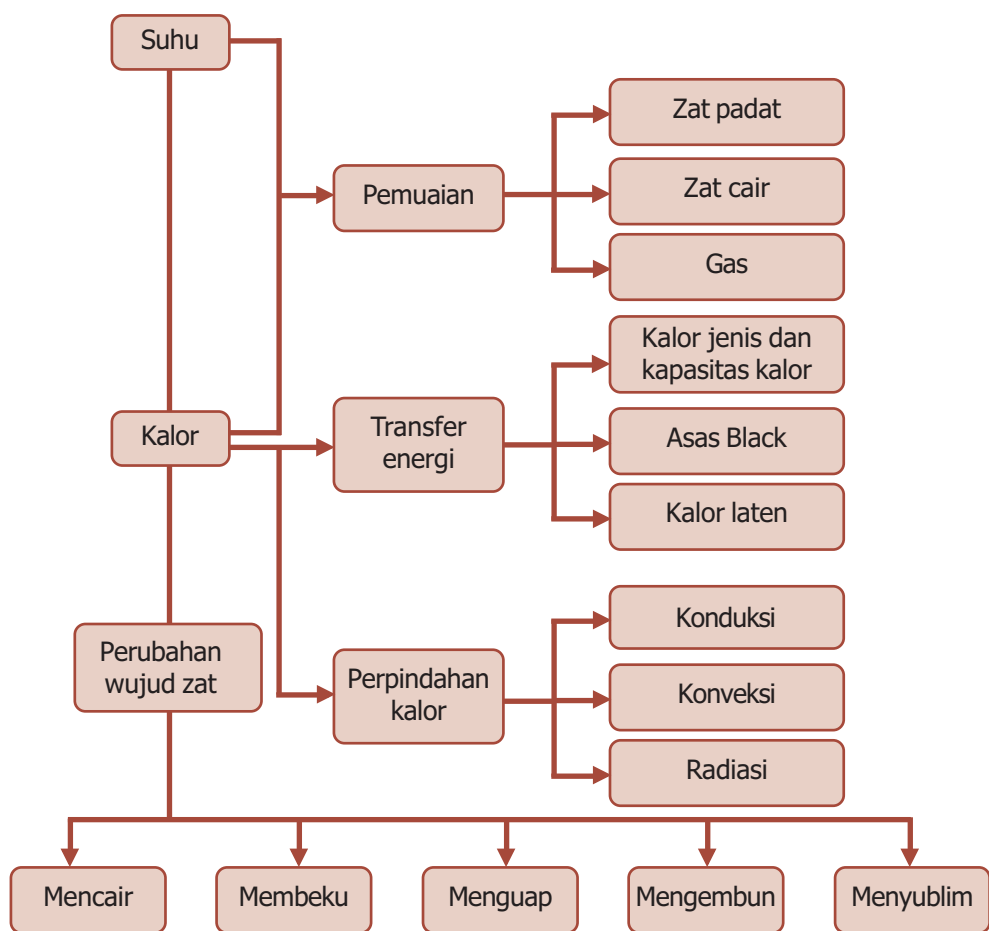 Suhu
Zat padat
Pemuaian
Zat cair
Gas
Kalor jenis dan
kapasitas kalor
Kalor
Transfer
energi
Asas Black
Kalor laten
Perubahan
wujud zat
Konduksi
Perpindahan
kalor
Konveksi
Radiasi
Mencair
Membeku
Menguap
Mengembun
Menyublim